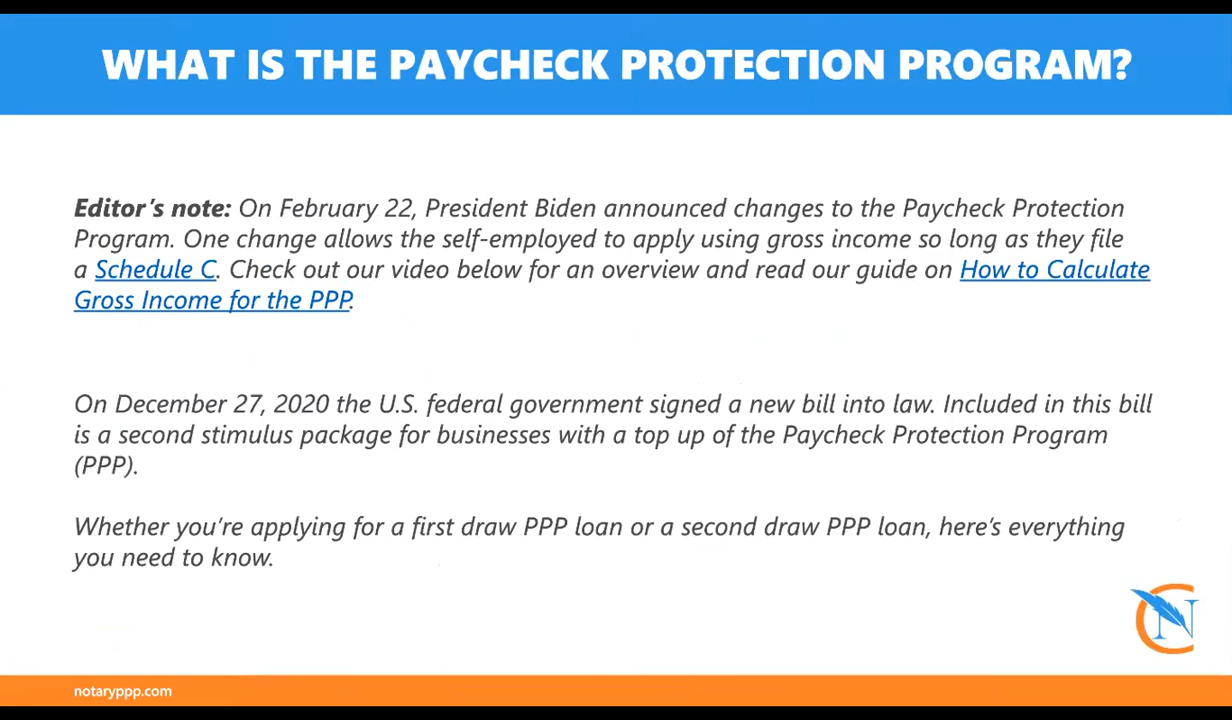 WHAT IS THE PAYCHECK PROTECTION PROGRAM?
Editor's note: On February 22, President Biden announced changes to the Paycheck Protection
Program. One change allows the self-employed to apply using gross income so long as they file
a Schedule C. Check out our video below for an overview and read our guide on How to Calculate
Gross Income for the PPP.
On December 27, 2020 the U.S. federal government signed a new bill into law. Included in this bill
is a second stimulus package for businesses with a top up of the Paycheck Protection Program
(PPP).
Whether you're applying for a first draw PPP loan or a second draw PPP loan, here's everything
you need to know.
CN
notaryppp.com